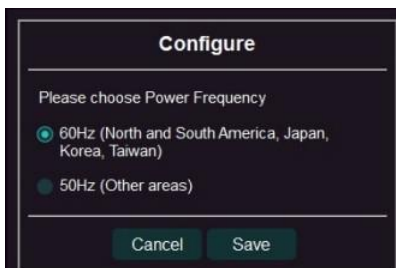 Configure
Please choose Power Frequency
60Hz (North and South America, Japan,
Korea, Taiwan)
50Hz (Other areas)
Cancel Save